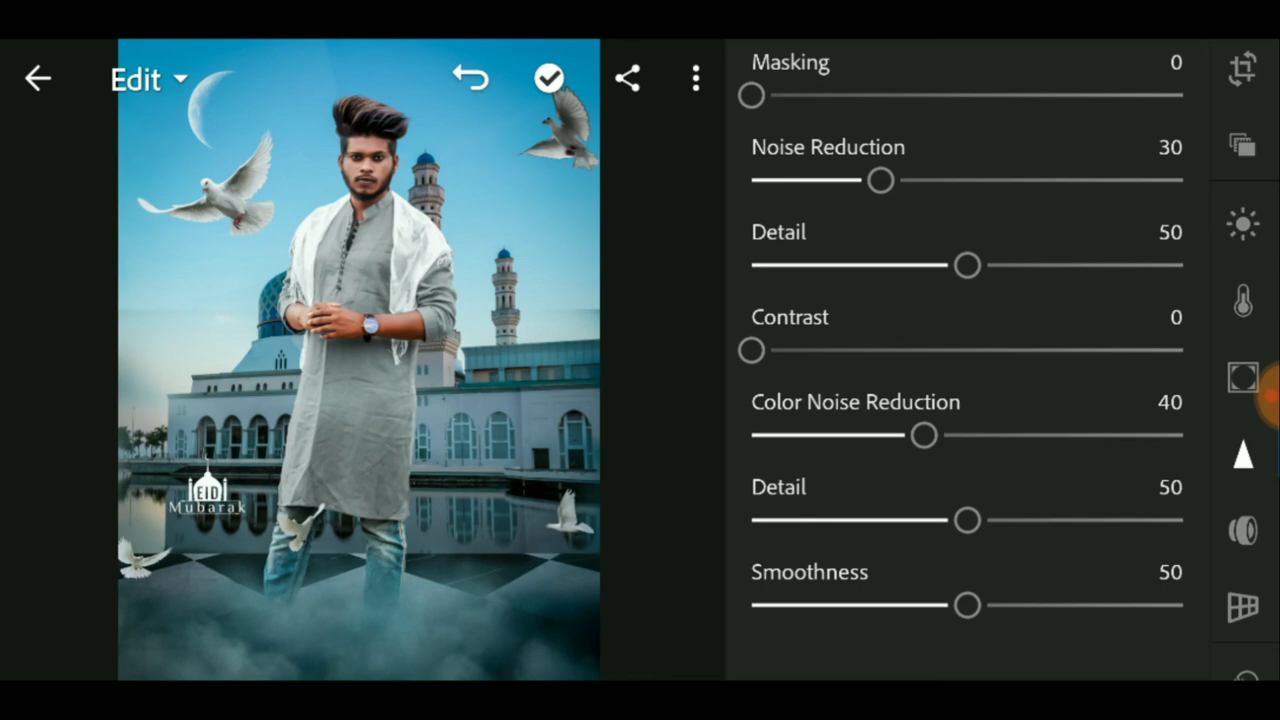 Edit
Masking 0
Noise Reduction 30
Detail 50
Contrast 0
Color Noise Reduction 40
Detail 50
Smoothness 50
EID
Mubarak